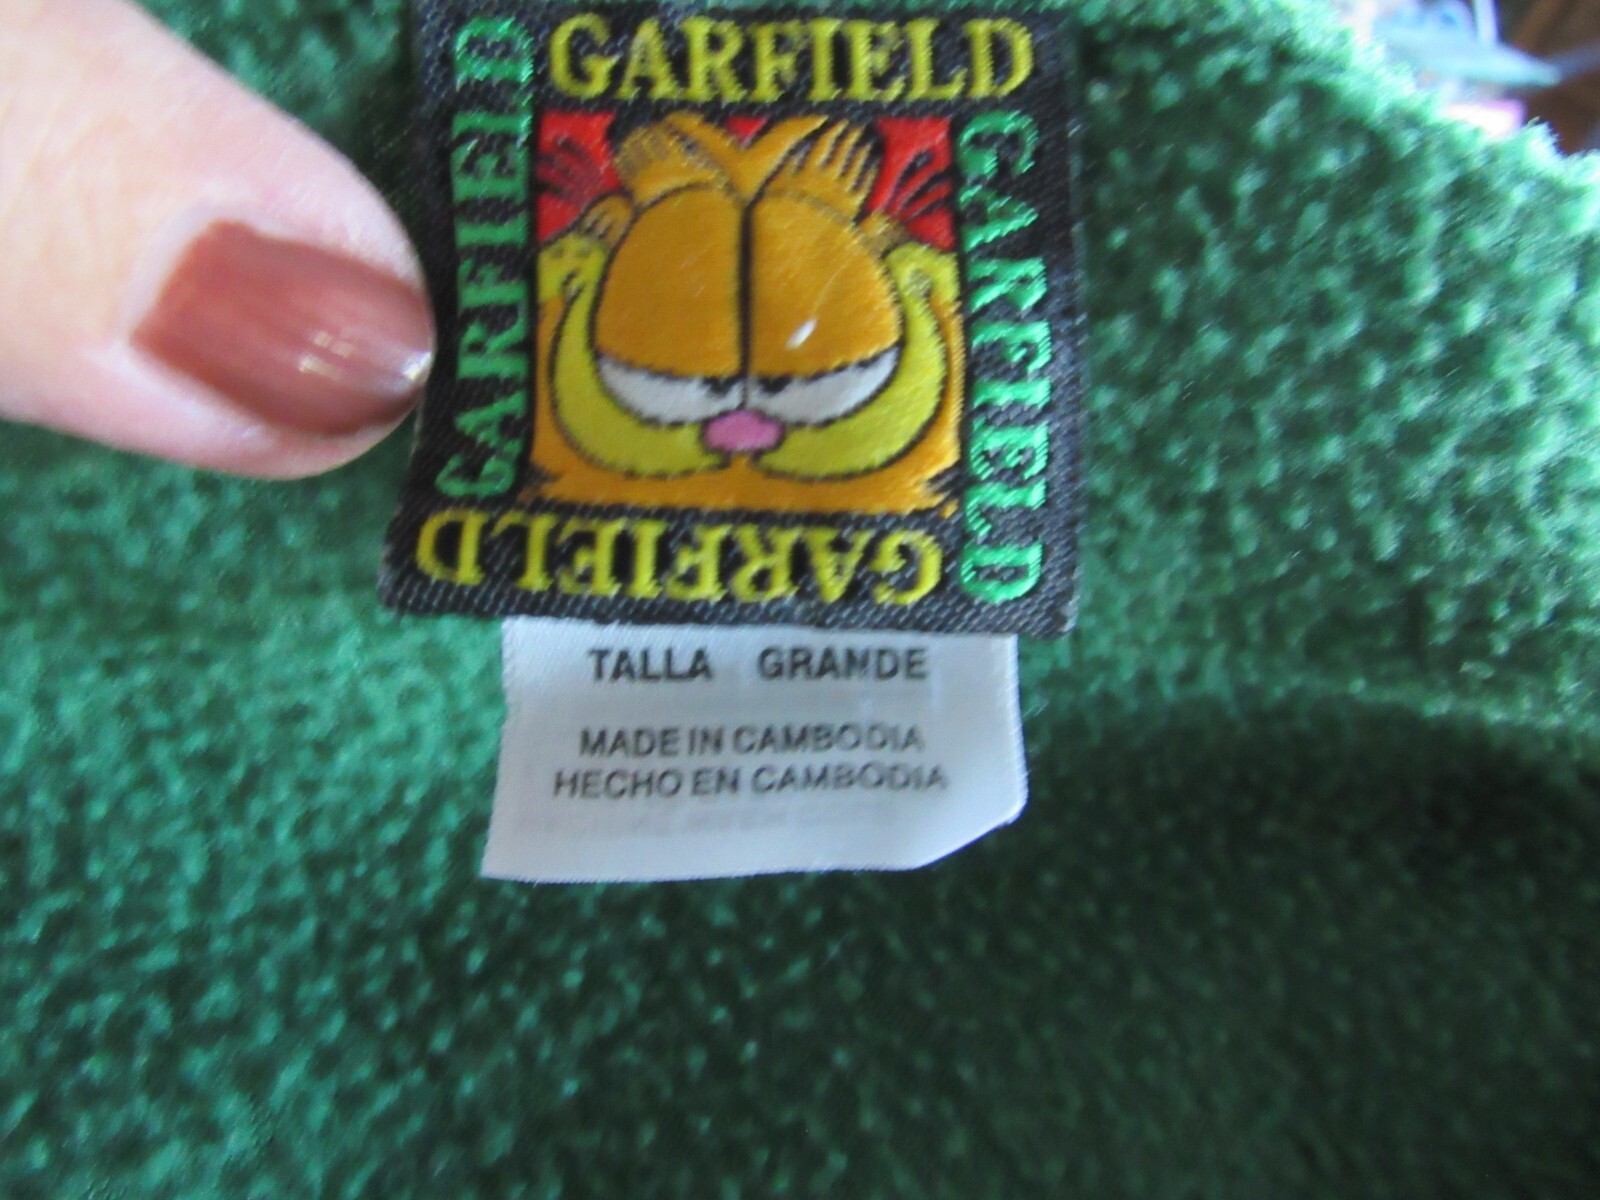 GARFIELD
GARFIELD
GARFIELD
GARFIELD
TALLA GRANDE
MADE IN CAMBODIA
HECHO EN CAMBODIA